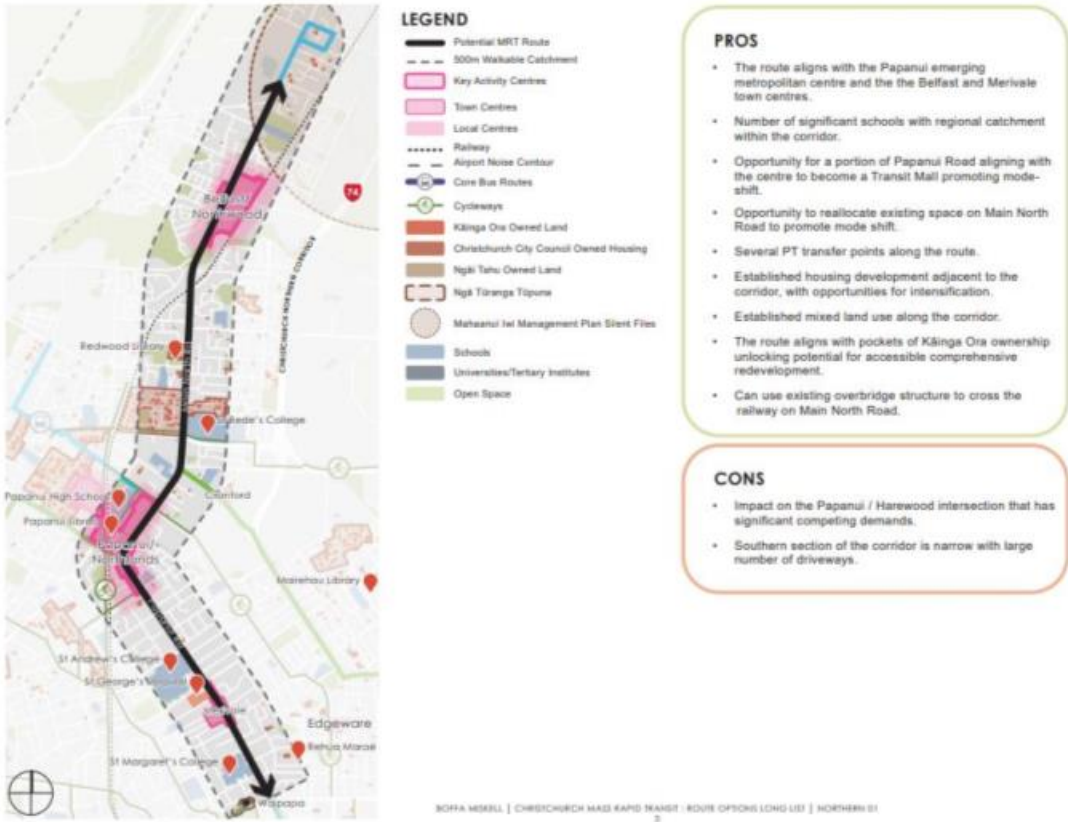 LEGEND
Potential MRT Route
500m Walkable Catchment
Key Activity Centres
Town Centres
Local Centres
Railway
Airport Noise Contour
Core Bus Routes
Cycleways
Kāinga Ora Owned Land
Christchurch City Council Owned Housing
Ngāi Tahu Owned Land
Ngā Tūranga Tūpuna
Mahaanui Iwi Management Plan Silent Files
Schools
Universities/Tertiary Institutes
Open Space
74
Belfast/
Northwood
CHRISTCHURCH NORTHERN CORRIDOR
Redwood Library
St Bede's College
Papanui High School
Cranford
Papanui Library
Papanui/
Northlands
Mairehau Library
St Andrew's College
St George's Hospital
Merivale
Edgeware
Rehua Marae
St Margaret's College
Waipapa
PROS
• The route aligns with the Papanui emerging
metropolitan centre and the the Belfast and Merivale
town centres.
• Number of significant schools with regional catchment
within the corridor.
• Opportunity for a portion of Papanui Road aligning with
the centre to become a Transit Mall promoting mode-
shift.
• Opportunity to reallocate existing space on Main North
Road to promote mode shift.
• Several PT transfer points along the route.
• Established housing development adjacent to the
corridor, with opportunities for intensification.
• Established mixed land use along the corridor.
• The route aligns with pockets of Kāinga Ora ownership
unlocking potential for accessible comprehensive
redevelopment.
• Can use existing overbridge structure to cross the
railway on Main North Road.
CONS
• Impact on the Papanui / Harewood intersection that has
significant competing demands.
• Southern section of the corridor is narrow with large
number of driveways.
BOFFA MISKELL | CHRISTCHURCH MASS RAPID TRANSIT : ROUTE OPTIONS LONG LIST | NORTHERN 01